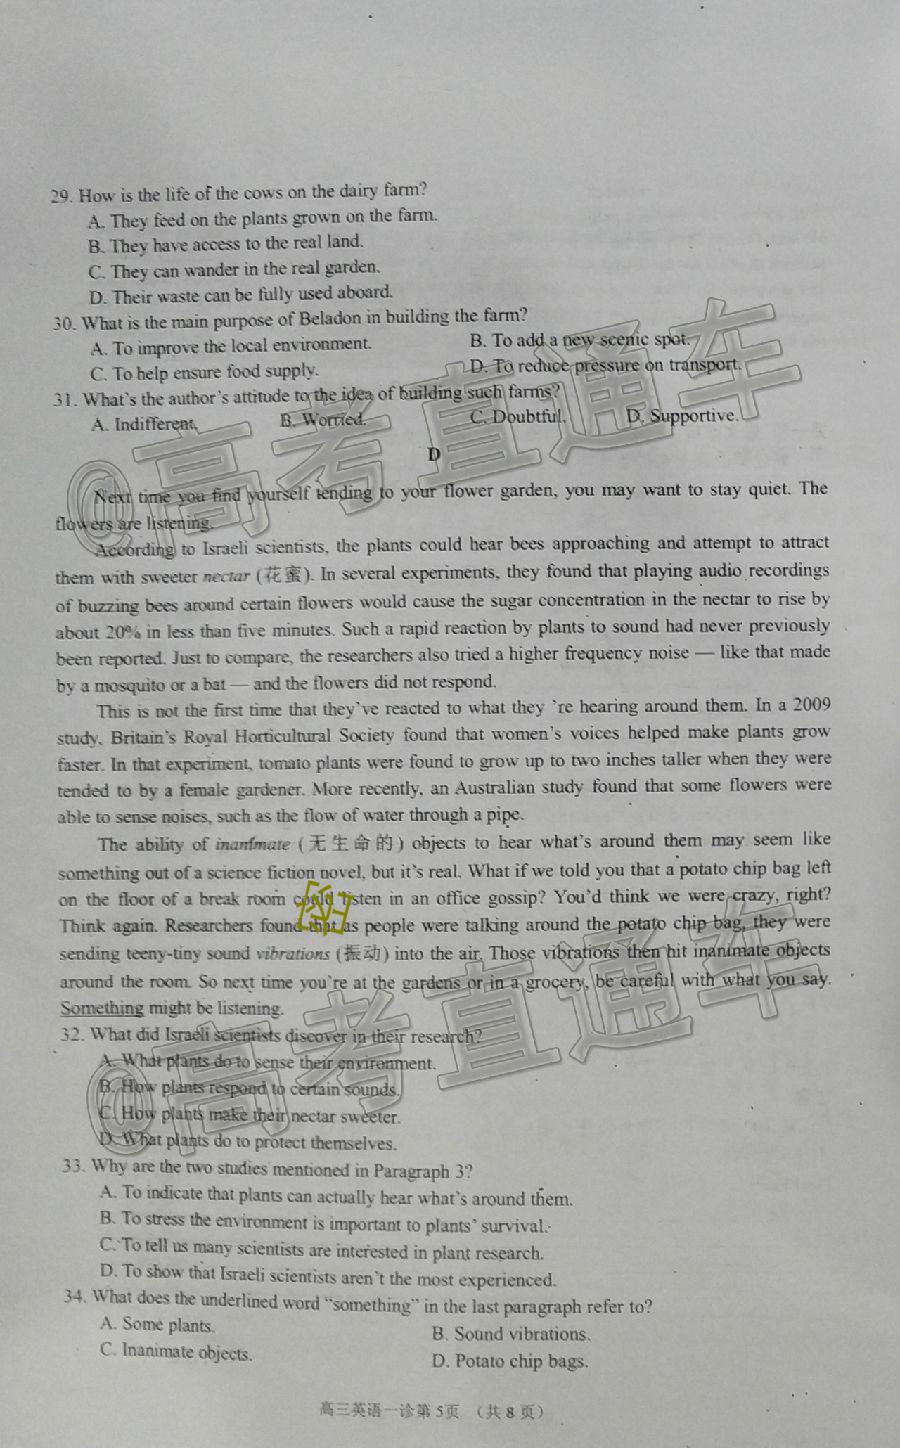 29. How is the life of the cows on the dairy farm?
A. They feed on the plants grown on the farm.
B. They have access to the real land.
C. They can wander in the real garden.
D. Their waste can be fully used aboard.
30. What is the main purpose of Beladon in building the farm?
A. To improve the local environment. B. To add a new scenic spot.
C. To help ensure food supply. D. To reduce pressure on transport.
31. What's the author's attitude to the idea of building such farms?
A. Indifferent. B. Worried. C. Doubtful. D. Supportive.
@高考直通车
D
Next time you find yourself tending to your flower garden, you may want to stay quiet. The
flowers are listening.
According to Israeli scientists, the plants could hear bees approaching and attempt to attract
them with sweeter nectar (花蜜). In several experiments, they found that playing audio recordings
of buzzing bees around certain flowers would cause the sugar concentration in the nectar to rise by
about 20% in less than five minutes. Such a rapid reaction by plants to sound had never previously
been reported. Just to compare, the researchers also tried a higher frequency noise — like that made
by a mosquito or a bat — and the flowers did not respond.
This is not the first time that they've reacted to what they 're hearing around them. In a 2009
study, Britain's Royal Horticultural Society found that women's voices helped make plants grow
faster. In that experiment, tomato plants were found to grow up to two inches taller when they were
tended to by a female gardener. More recently, an Australian study found that some flowers were
able to sense noises, such as the flow of water through a pipe.
The ability of inanimate (无生命的) objects to hear what's around them may seem like
something out of a science fiction novel, but it's real. What if we told you that a potato chip bag left
on the floor of a break room could listen in an office gossip? You'd think we were crazy, right?
Think again. Researchers found that as people were talking around the potato chip bag, they were
sending teeny-tiny sound vibrations (振动) into the air. Those vibrations then hit inanimate objects
around the room. So next time you're at the gardens or in a grocery, be careful with what you say.
Something might be listening.
@高考直通车
32. What did Israeli scientists discover in their research?
A. What plants do to sense their environment.
B. How plants respond to certain sounds.
C. How plants make their nectar sweeter.
D. What plants do to protect themselves.
33. Why are the two studies mentioned in Paragraph 3?
A. To indicate that plants can actually hear what's around them.
B. To stress the environment is important to plants' survival.
C. To tell us many scientists are interested in plant research.
D. To show that Israeli scientists aren't the most experienced.
34. What does the underlined word "something" in the last paragraph refer to?
A. Some plants. B. Sound vibrations.
C. Inanimate objects. D. Potato chip bags.
高三英语一诊第 5页 （共 8 页）